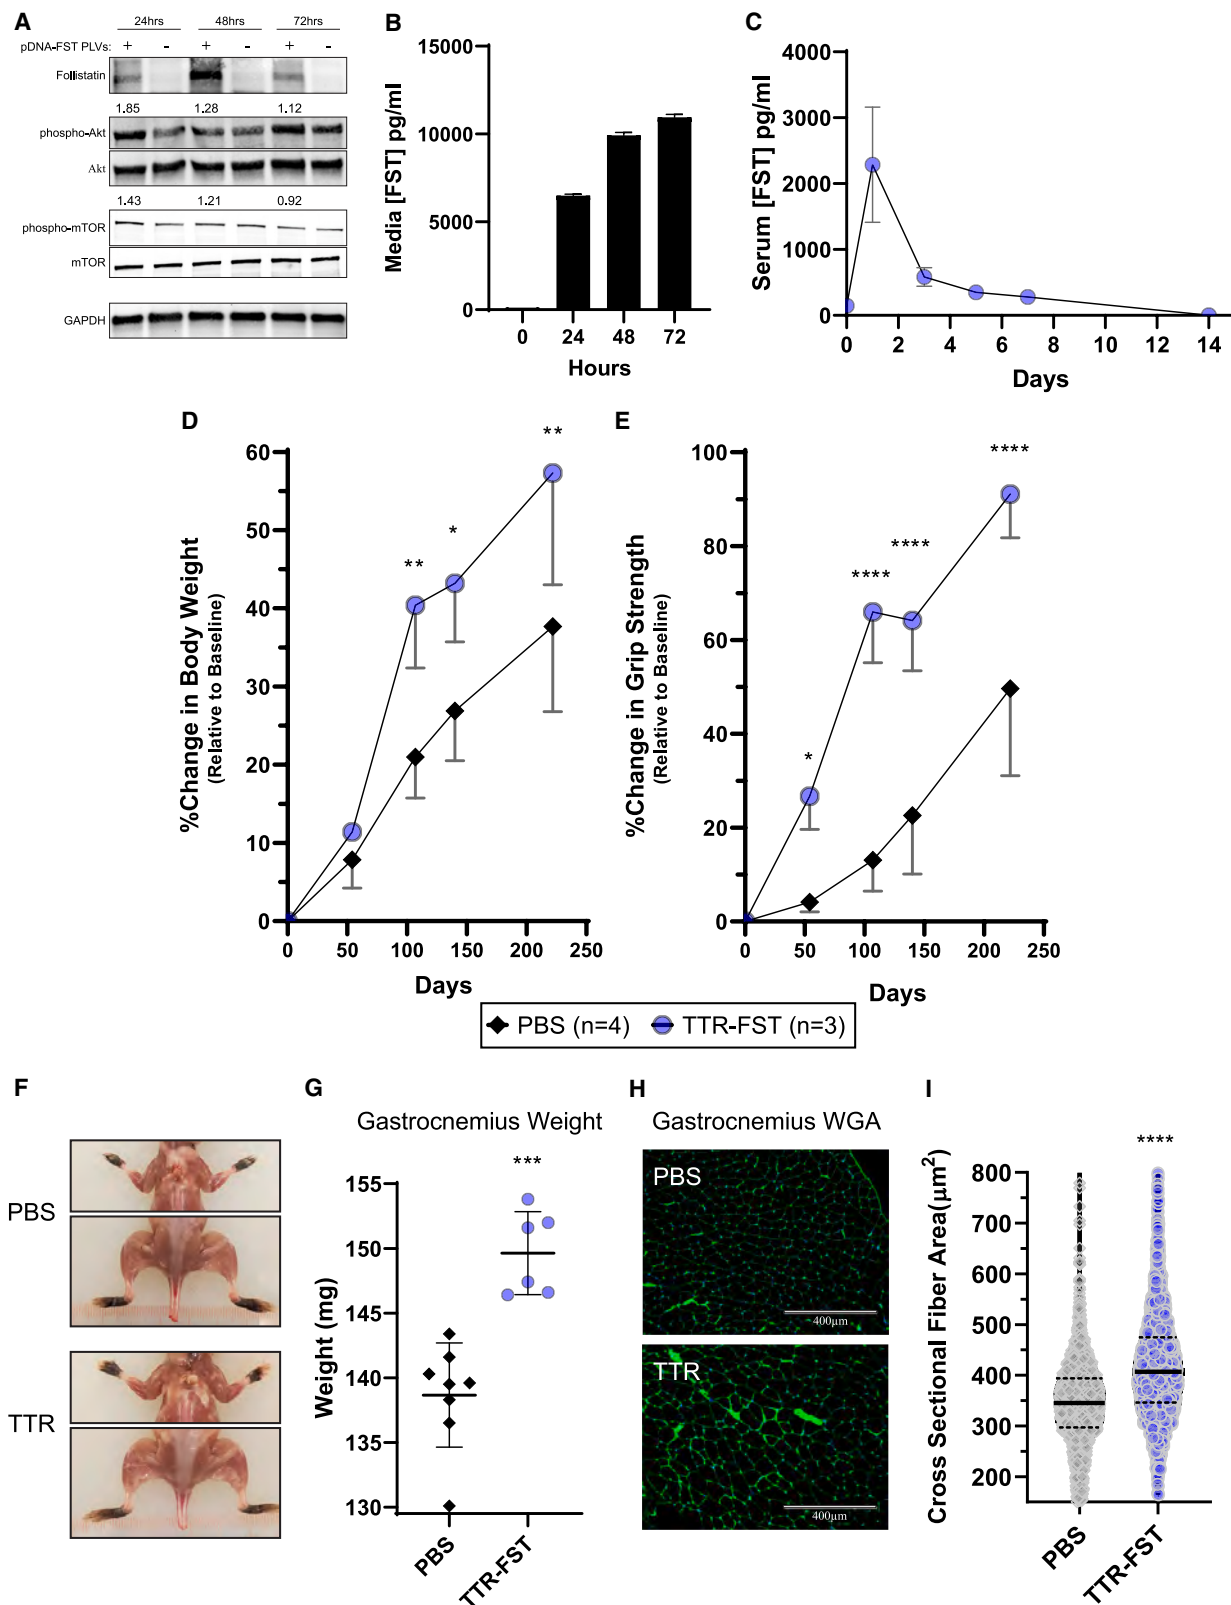 A
24hrs 48hrs 72hrs
pDNA-FST PLVs: + - + - + -
Follistatin
1.85 1.28 1.12
phospho-Akt
Akt
1.43 1.21 0.92
phospho-mTOR
mTOR
GAPDH
B
Media [FST] pg/ml
15000
10000
5000
0
0 24 48 72
Hours
C
Serum [FST] pg/ml
4000
3000
2000
1000
0
0 2 4 6 8 10 12 14
Days
D
%Change in Body Weight
(Relative to Baseline)
60
50
40
30
20
10
0
** * **
0 50 100 150 200 250
Days
E
%Change in Grip Strength
(Relative to Baseline)
100
80
60
40
20
0
* **** **** ****
0 50 100 150 200 250
Days
PBS (n=4) TTR-FST (n=3)
F
PBS
TTR
G
Gastrocnemius Weight
***
Weight (mg)
155
150
145
140
135
130
PBS TTR-FST
H
Gastrocnemius WGA
PBS
400μm
TTR
400μm
I
****
Cross Sectional Fiber Area(μm²)
800
700
600
500
400
300
200
PBS TTR-FST